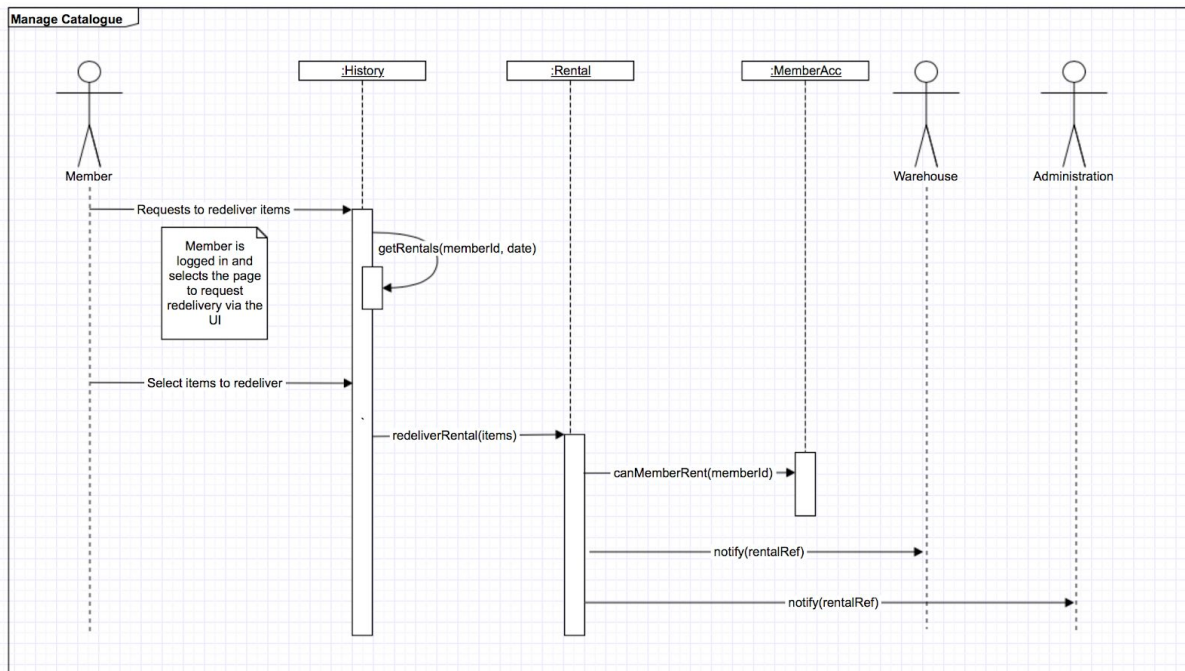 Manage Catalogue
:History
:Rental
:MemberAcc
Member
Warehouse
Administration
Requests to redeliver items
Member is
logged in and
selects the page
to request
redelivery via the
UI
getRentals(memberId, date)
Select items to redeliver
redeliverRental(items)
canMemberRent(memberId)
notify(rentalRef)
notify(rentalRef)